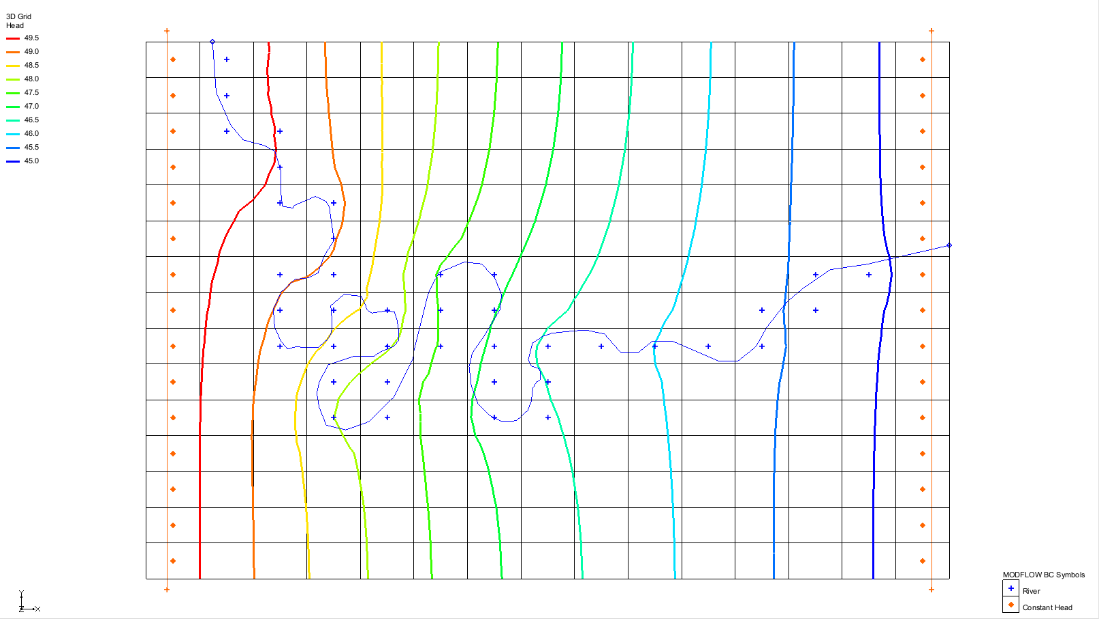 3D Grid
Head
49.5
49.0
48.5
48.0
47.5
47.0
46.5
46.0
45.5
45.0
Y
Z X
MODFLOW BC Symbols
River
Constant Head